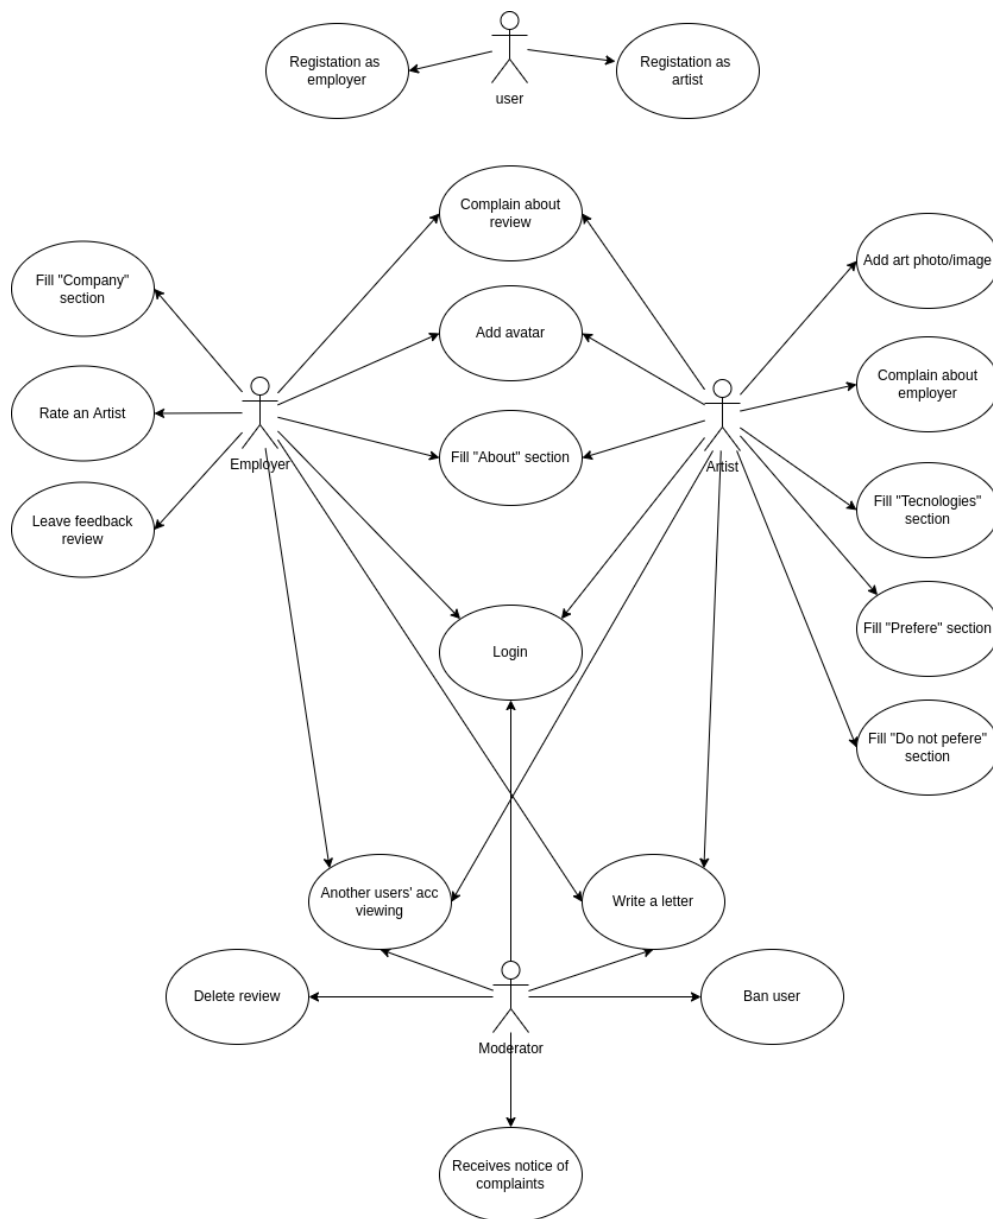 Registation as
employer
user
Registation as
artist
Complain about
review
Fill "Company"
section
Add art photo/image
Add avatar
Rate an Artist
Complain about
employer
Employer
Fill "About" section
Artist
Leave feedback
review
Fill "Tecnologies"
section
Login
Fill "Prefere" section
Fill "Do not pefere"
section
Another users' acc
viewing
Write a letter
Delete review
Ban user
Moderator
Receives notice of
complaints